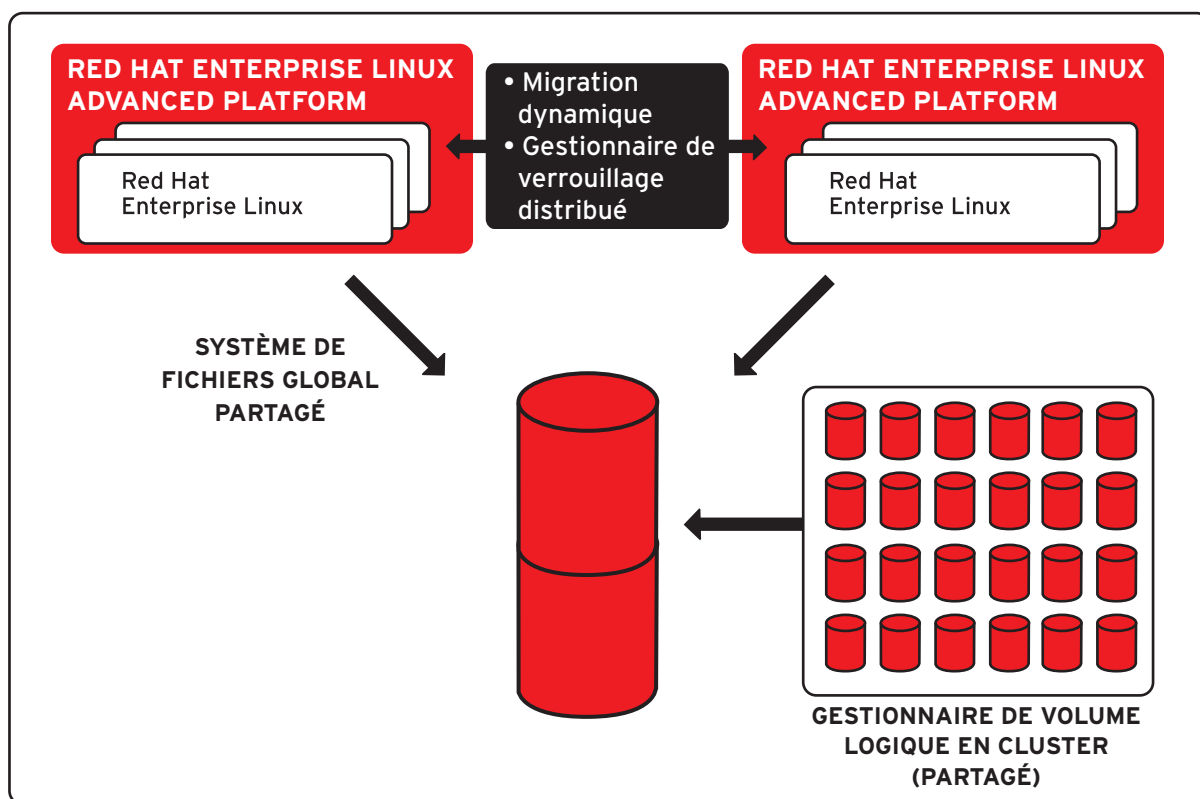 RED HAT ENTERPRISE LINUX
ADVANCED PLATFORM
Red Hat
Enterprise Linux
• Migration
dynamique
• Gestionnaire de
verrouillage
distribué
RED HAT ENTERPRISE LINUX
ADVANCED PLATFORM
Red Hat
Enterprise Linux
SYSTÈME DE
FICHIERS GLOBAL
PARTAGÉ
GESTIONNAIRE DE VOLUME
LOGIQUE EN CLUSTER
(PARTAGÉ)